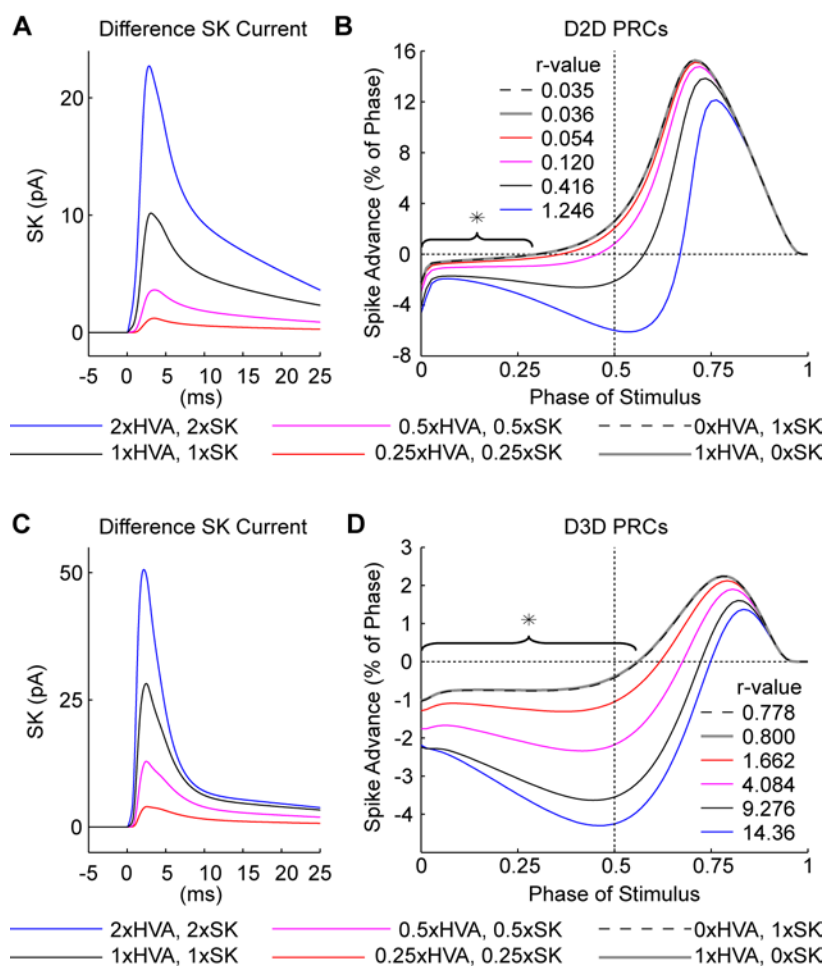 A Difference SK Current
SK (pA)
20
10
0
-5 0 5 10 15 20 25
(ms)
B D2D PRCs
Spike Advance (% of Phase)
16
12
8
4
0
-4
-8
r-value
0.035
0.036
0.054
0.120
0.416
1.246
*
0 0.25 0.5 0.75 1
Phase of Stimulus
2xHVA, 2xSK 0.5xHVA, 0.5xSK 0xHVA, 1xSK
1xHVA, 1xSK 0.25xHVA, 0.25xSK 1xHVA, 0xSK
C Difference SK Current
SK (pA)
50
25
0
-5 0 5 10 15 20 25
(ms)
D D3D PRCs
Spike Advance (% of Phase)
3
2
1
0
-1
-2
-3
-4
*
r-value
0.778
0.800
1.662
4.084
9.276
14.36
0 0.25 0.5 0.75 1
Phase of Stimulus
2xHVA, 2xSK 0.5xHVA, 0.5xSK 0xHVA, 1xSK
1xHVA, 1xSK 0.25xHVA, 0.25xSK 1xHVA, 0xSK